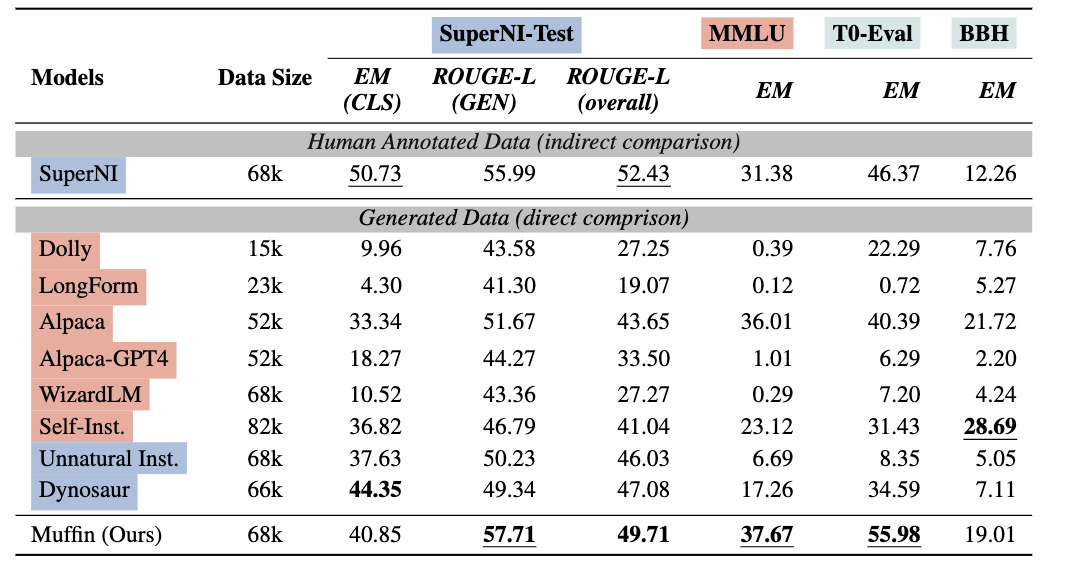 SuperNI-Test MMLU T0-Eval BBH
Models Data Size EM (CLS) ROUGE-L (GEN) ROUGE-L (overall) EM EM EM
Human Annotated Data (indirect comparison)
SuperNI 68k 50.73 55.99 52.43 31.38 46.37 12.26
Generated Data (direct comprison)
Dolly 15k 9.96 43.58 27.25 0.39 22.29 7.76
LongForm 23k 4.30 41.30 19.07 0.12 0.72 5.27
Alpaca 52k 33.34 51.67 43.65 36.01 40.39 21.72
Alpaca-GPT4 52k 18.27 44.27 33.50 1.01 6.29 2.20
WizardLM 68k 10.52 43.36 27.27 0.29 7.20 4.24
Self-Inst. 82k 36.82 46.79 41.04 23.12 31.43 28.69
Unnatural Inst. 68k 37.63 50.23 46.03 6.69 8.35 5.05
Dynosaur 66k 44.35 49.34 47.08 17.26 34.59 7.11
Muffin (Ours) 68k 40.85 57.71 49.71 37.67 55.98 19.01